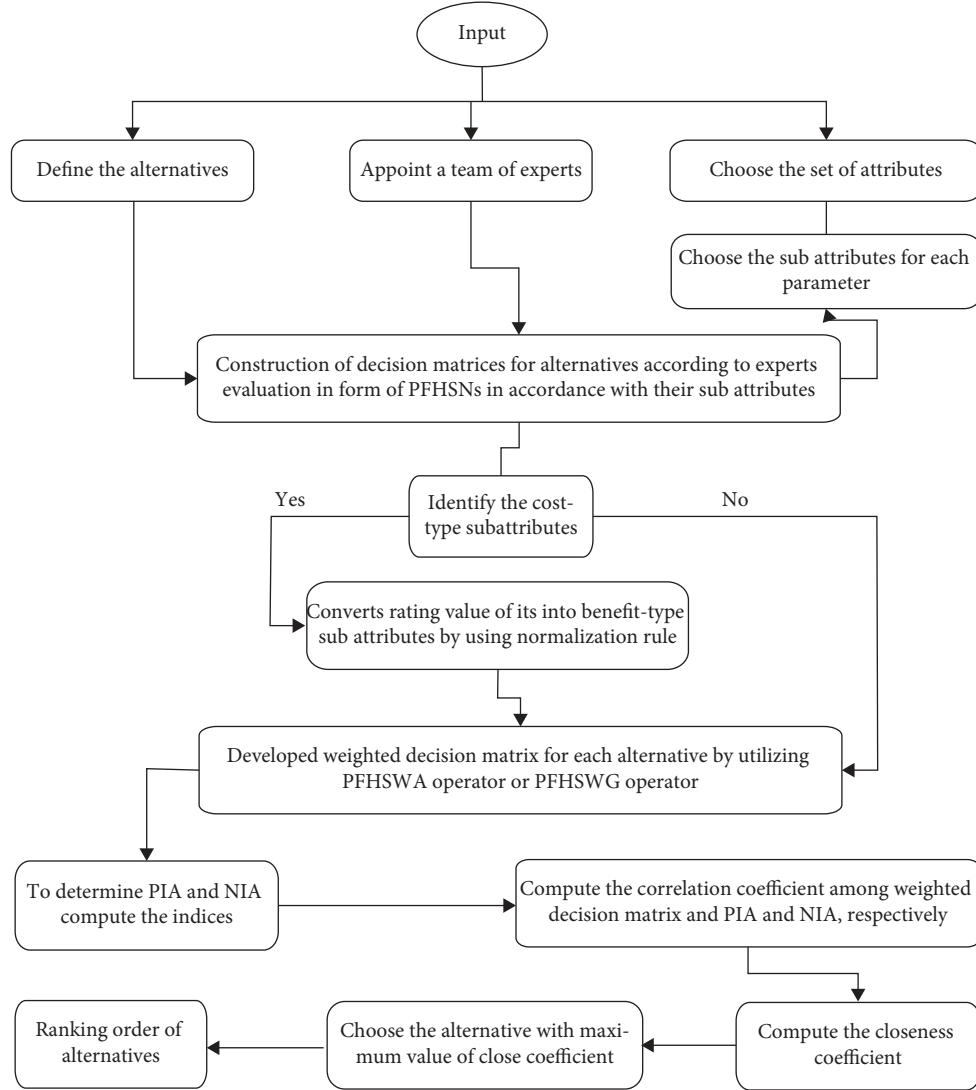 Input
Define the alternatives
Appoint a team of experts
Choose the set of attributes
Choose the sub attributes for each
parameter
Construction of decision matrices for alternatives according to experts
evaluation in form of PFHSNs in accordance with their sub attributes
Yes
Identify the cost-
type subattributes
No
Converts rating value of its into benefit-type
sub attributes by using normalization rule
Developed weighted decision matrix for each alternative by utilizing
PFHSWA operator or PFHSWG operator
To determine PIA and NIA
compute the indices
Compute the correlation coefficient among weighted
decision matrix and PIA and NIA, respectively
Ranking order of
alternatives
Choose the alternative with maxi-
mum value of close coefficient
Compute the closeness
coefficient